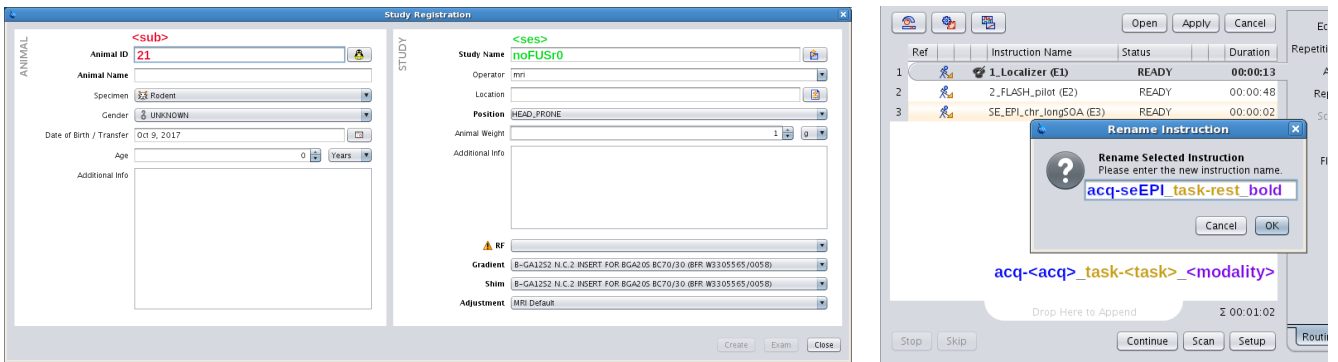 Study Registration
ANIMAL
<sub>
Animal ID 21
Animal Name
Specimen Rodent
Gender UNKNOWN
Date of Birth / Transfer Oct 9, 2017
Age 0 Years
Additional Info
STUDY
<ses>
Study Name noFUSr0
Operator mri
Location
Position HEAD_PRONE
Animal Weight 1 g
Additional Info
RF
Gradient B-GA12S2 N.C.2 INSERT FOR BGA20S BC70/30 (BFR W3305565/0058)
Shim B-GA12S2 N.C.2 INSERT FOR BGA20S BC70/30 (BFR W3305565/0058)
Adjustment MRI Default
Create Exam Close
Open Apply Cancel
Ref Instruction Name Status Duration
1 1_Localizer (E1) READY 00:00:13
2 2_FLASH_pilot (E2) READY 00:00:48
3 SE_EPI_chr_longSOA (E3) READY 00:00:02
Rename Instruction
Rename Selected Instruction
Please enter the new instruction name.
acq-seEPI_task-rest_bold
Cancel OK
acq-<acq>_task-<task>_<modality>
Drop Here to Append Σ 00:01:02
Stop Skip Continue Scan Setup
Ec
Repetiti
A
Rep
Sc
Fl
Routin